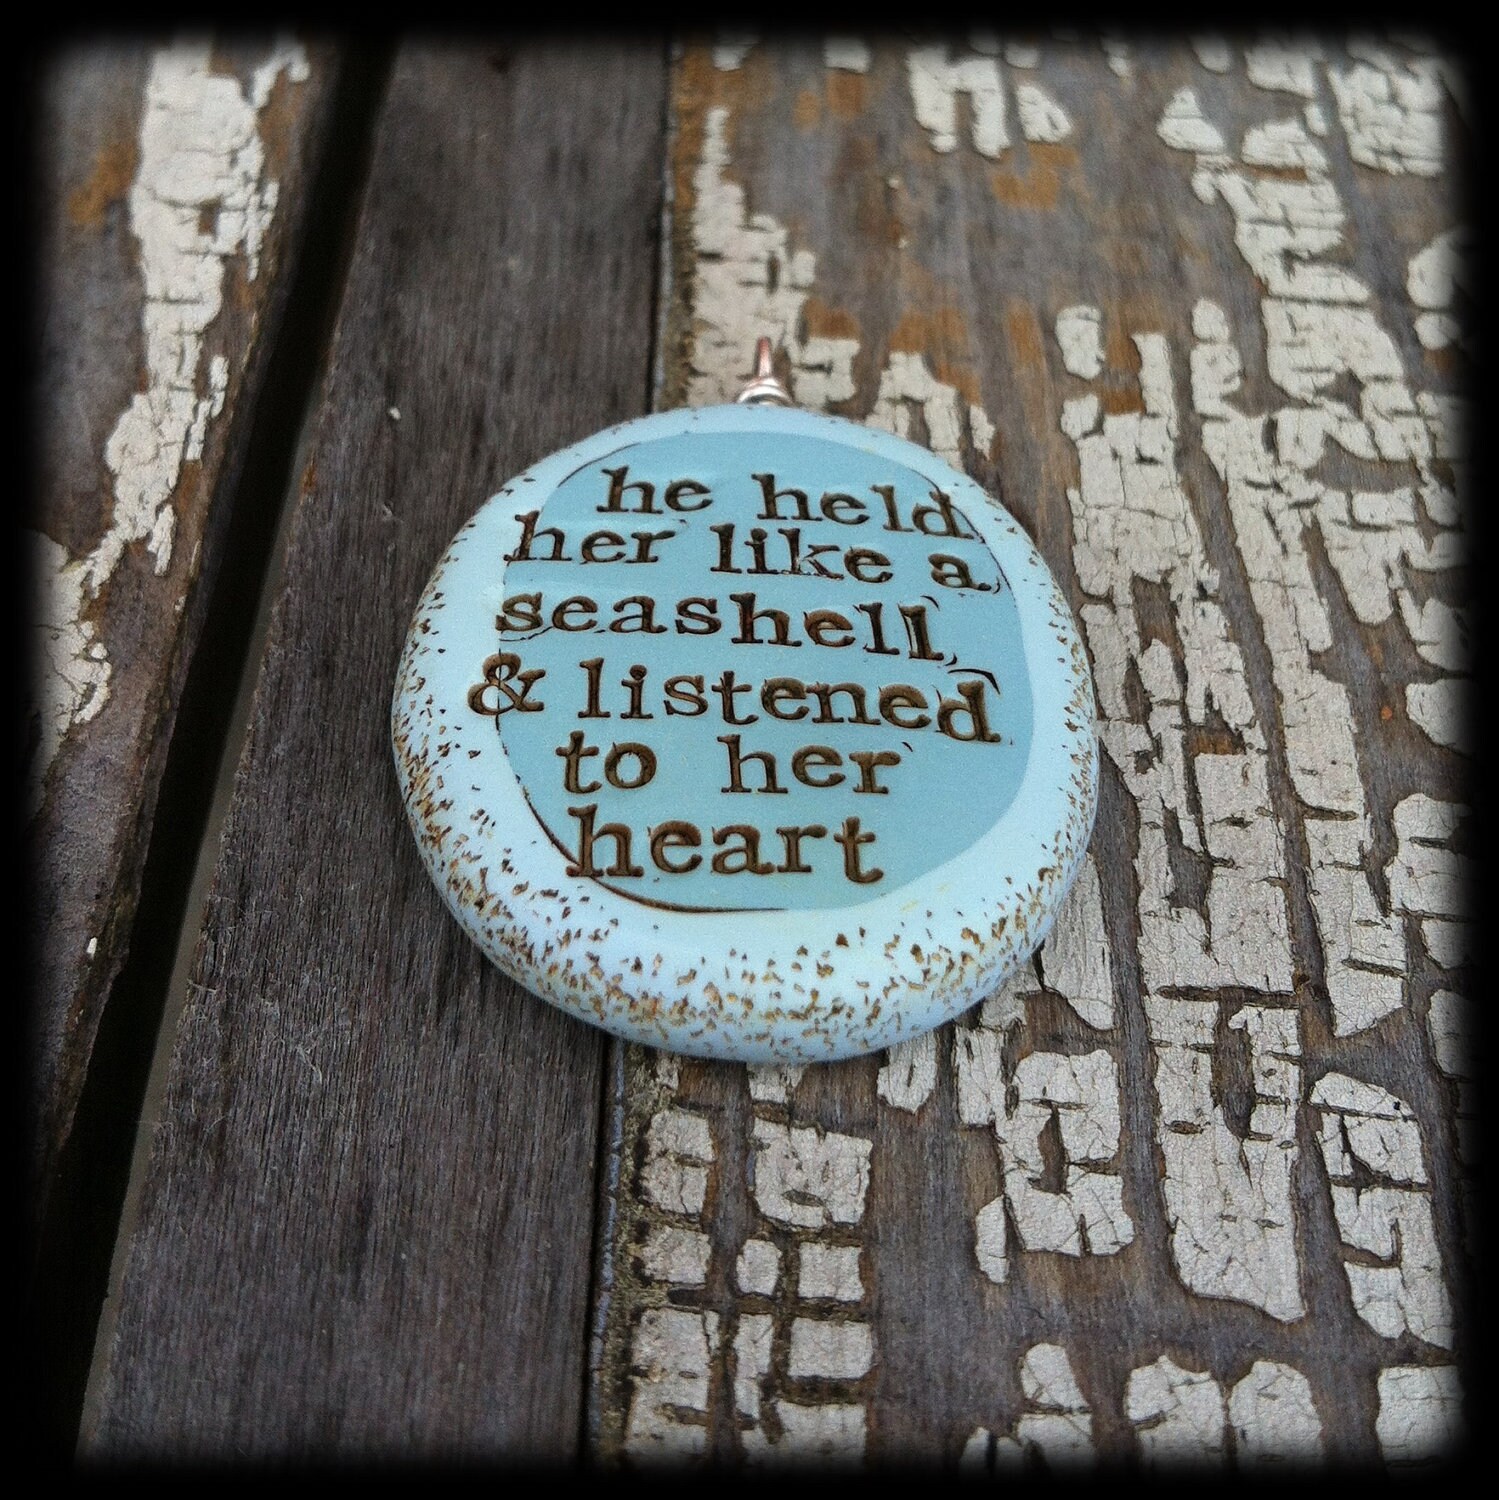 he held
her like a
seashell
& listened
to her
heart